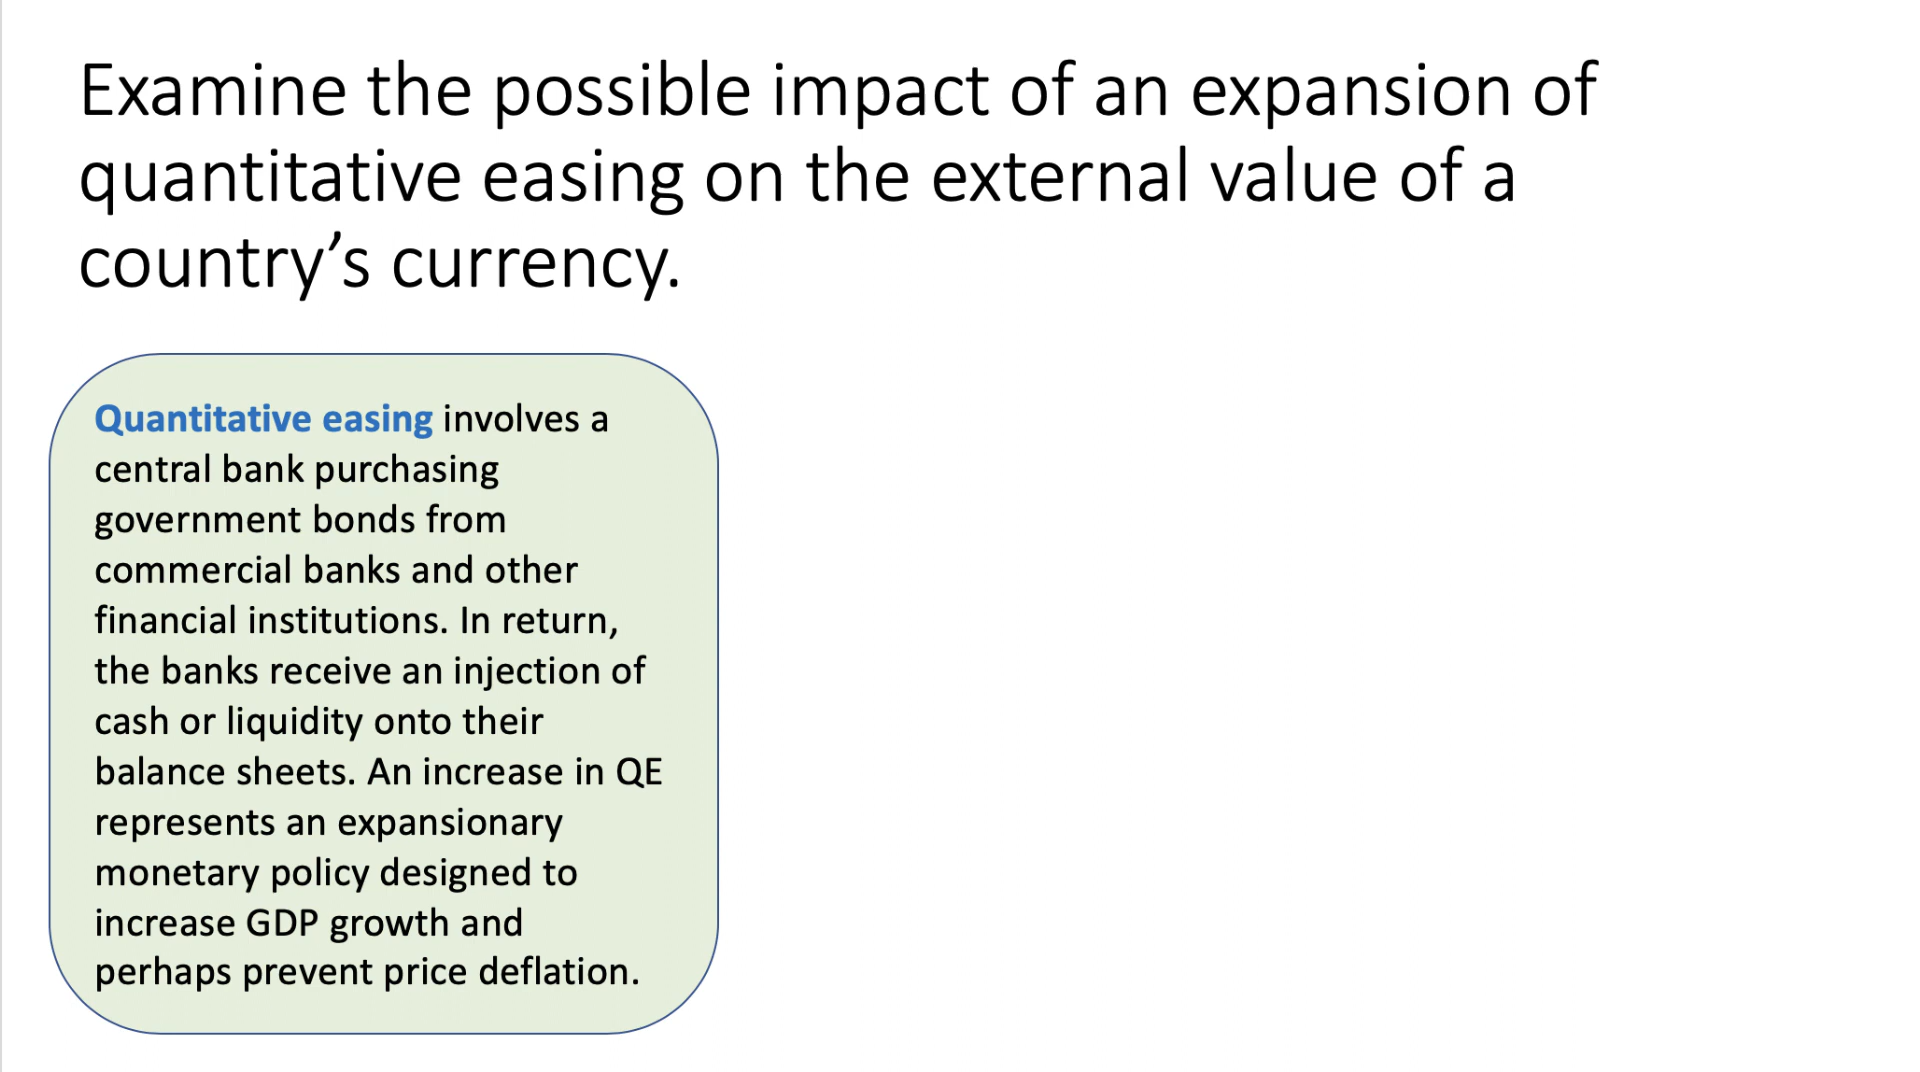 Examine the possible impact of an expansion of
quantitative easing on the external value of a
country’s currency.
Quantitative easing involves a
central bank purchasing
government bonds from
commercial banks and other
financial institutions. In return,
the banks receive an injection of
cash or liquidity onto their
balance sheets. An increase in QE
represents an expansionary
monetary policy designed to
increase GDP growth and
perhaps prevent price deflation.